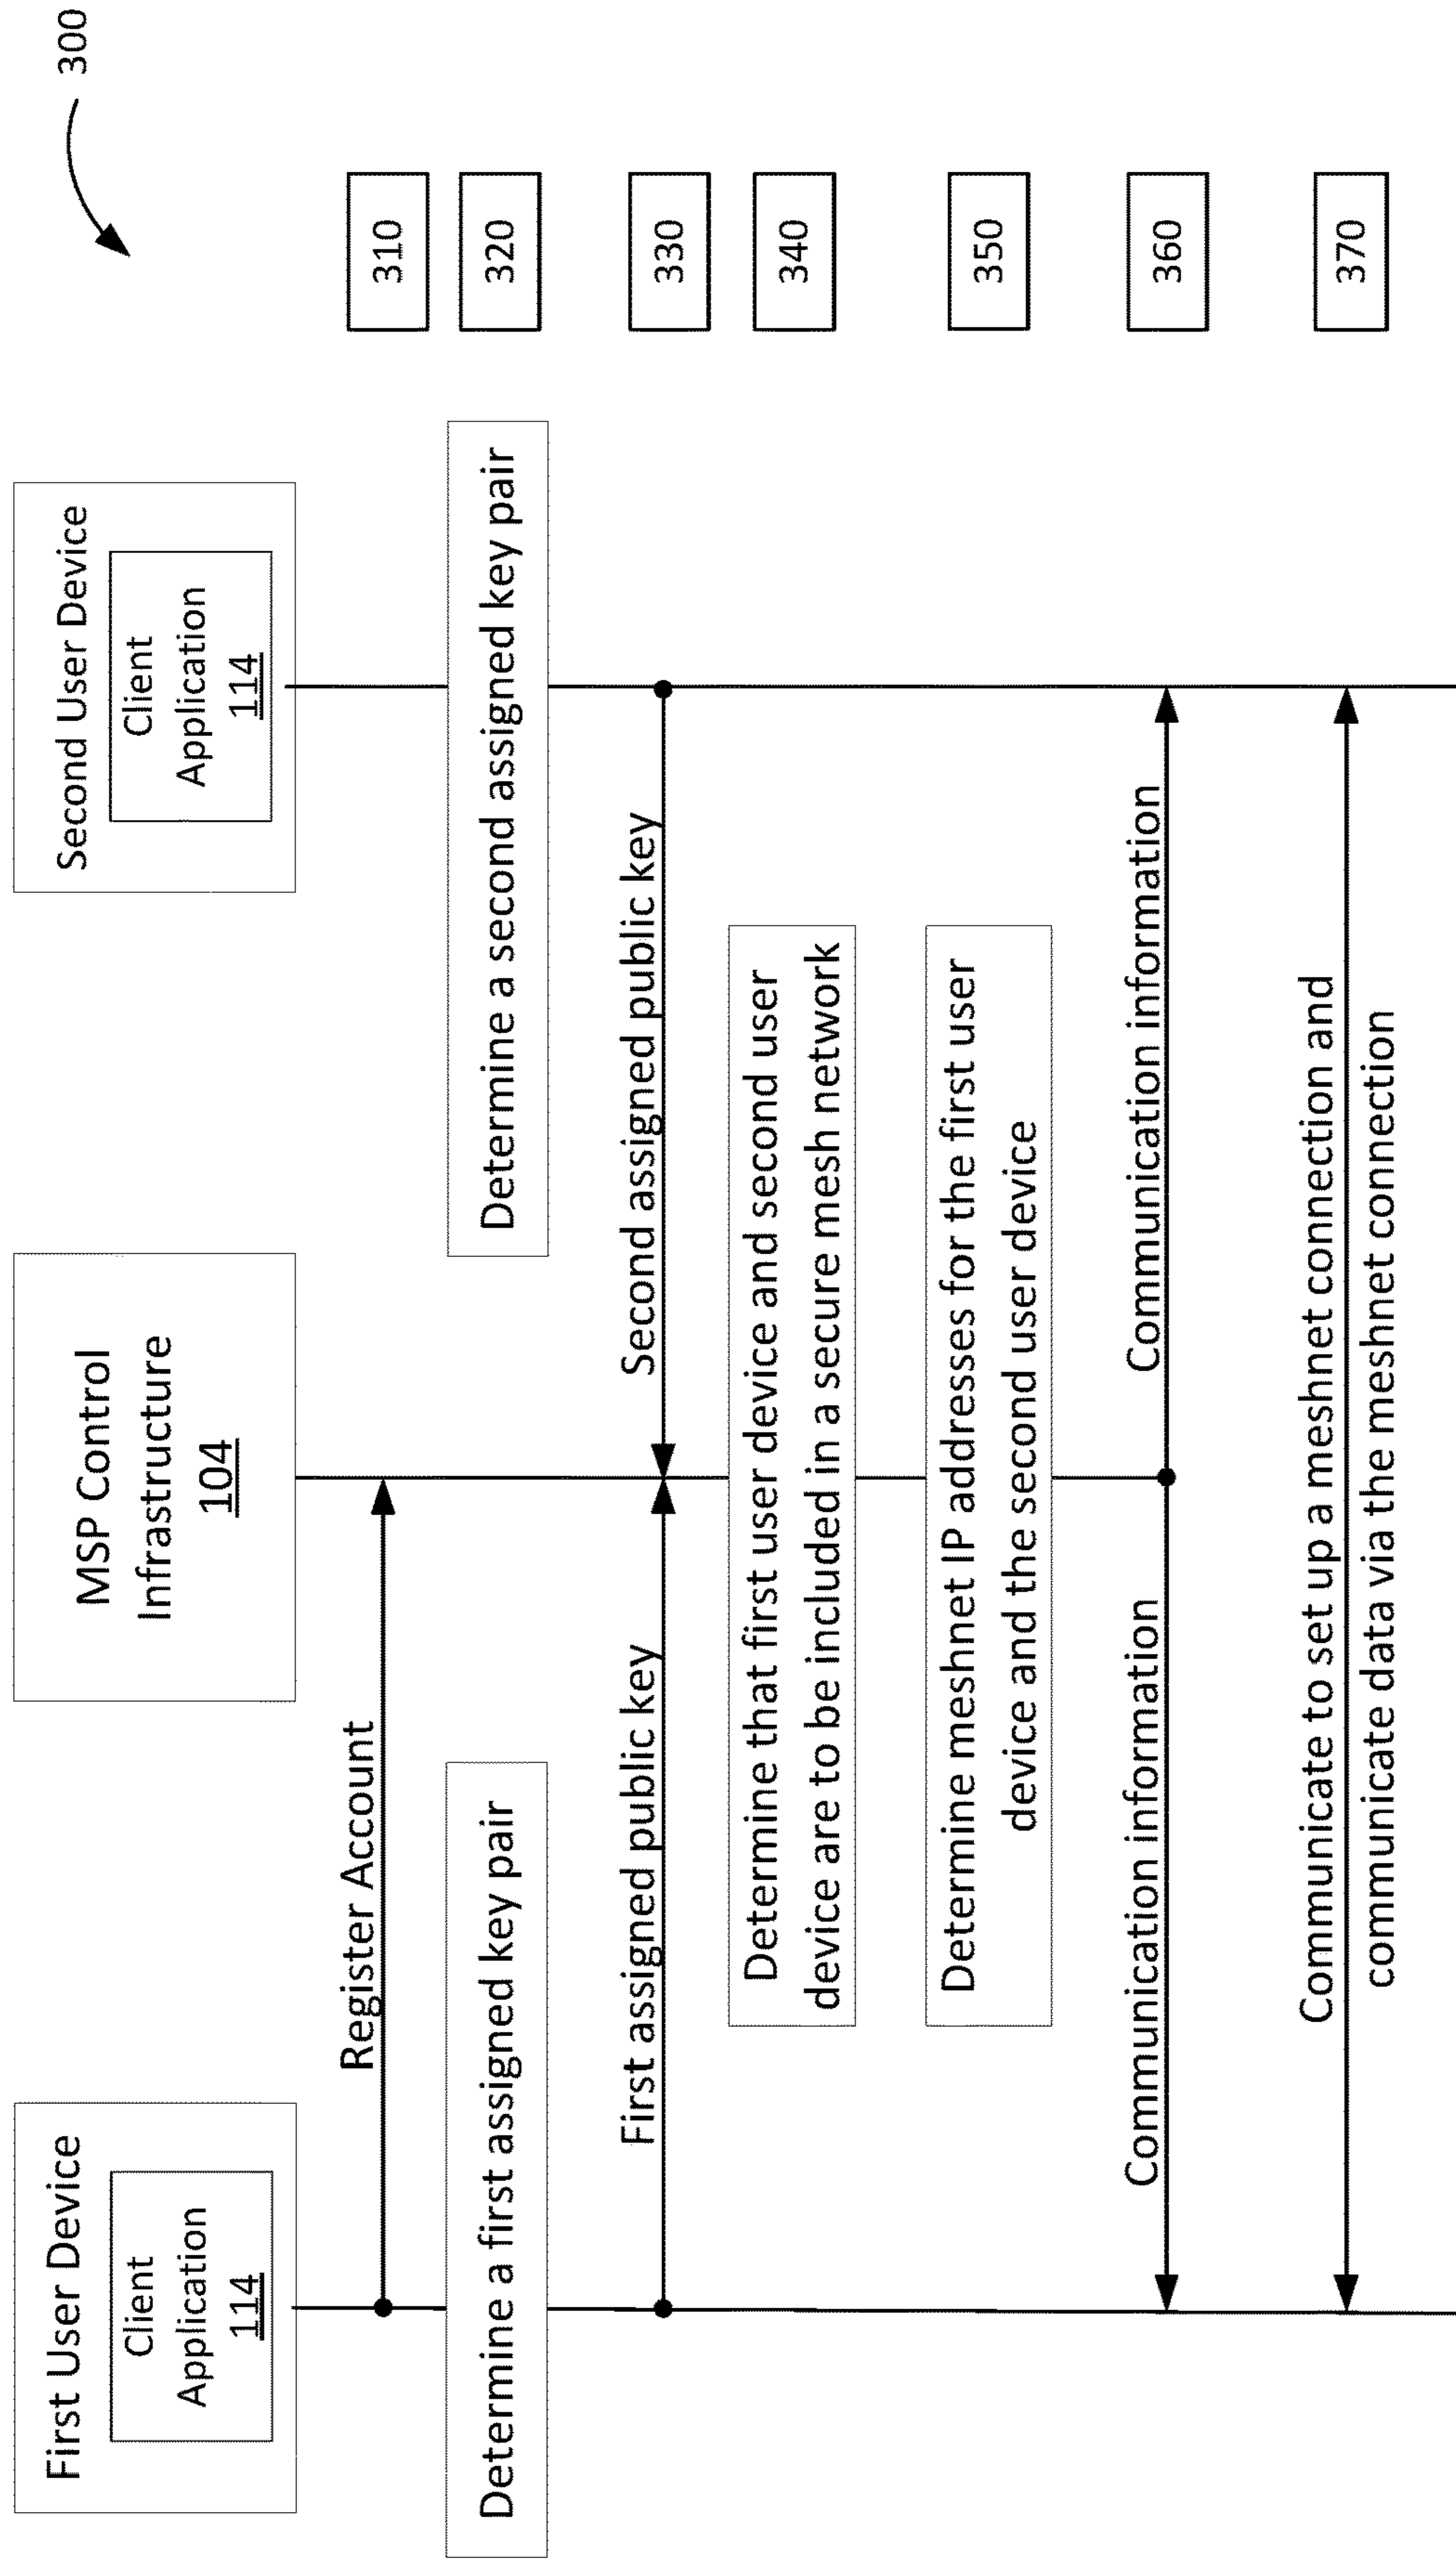 300
First User Device
Client
Application
114
MSP Control
Infrastructure
104
Second User Device
Client
Application
114
Register Account
310
Determine a first assigned key pair
Determine a second assigned key pair
320
First assigned public key
Second assigned public key
330
Determine that first user device and second user
device are to be included in a secure mesh network
340
Determine meshnet IP addresses for the first user
device and the second user device
350
Communication information
Communication information
360
Communicate to set up a meshnet connection and
communicate data via the meshnet connection
370